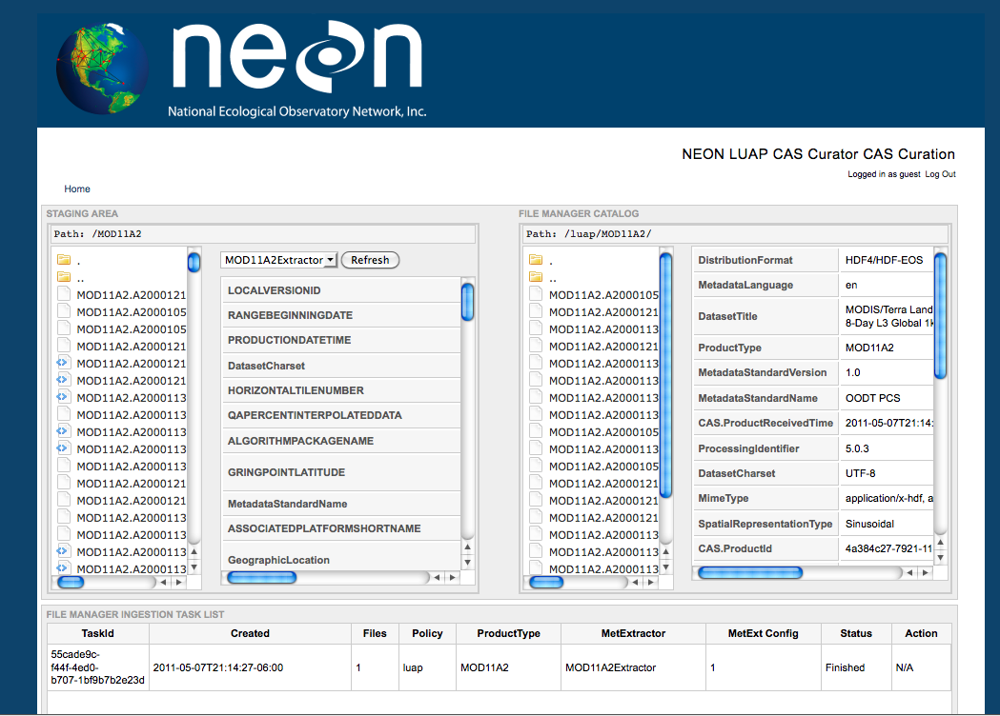 neon
National Ecological Observatory Network, Inc.
NEON LUAP CAS Curator CAS Curation
Logged in as guest Log Out
Home
STAGING AREA
Path: /MOD11A2
.
..
MOD11A2.A2000121
MOD11A2.A2000105
MOD11A2.A2000105
MOD11A2.A2000121
MOD11A2.A2000121
MOD11A2.A2000121
MOD11A2.A2000113
MOD11A2.A2000113
MOD11A2.A2000113
MOD11A2.A2000113
MOD11A2.A2000113
MOD11A2.A2000121
MOD11A2.A2000121
MOD11A2.A2000113
MOD11A2.A2000113
MOD11A2.A2000113
MOD11A2.A2000113
MOD11A2Extractor Refresh
LOCALVERSIONID
RANGEBEGINNINGDATE
PRODUCTIONDATETIME
DatasetCharset
HORIZONTALTILENUMBER
QAPERCENTINTERPOLATEDDATA
ALGORITHMPACKAGENAME
GRINGPOINTLATITUDE
MetadataStandardName
ASSOCIATEDPLATFORMSHORTNAME
GeographicLocation
FILE MANAGER CATALOG
Path: /luap/MOD11A2/
.
..
MOD11A2.A2000105
MOD11A2.A2000121
MOD11A2.A2000113
MOD11A2.A2000121
MOD11A2.A2000113
MOD11A2.A2000113
MOD11A2.A2000113
MOD11A2.A2000113
MOD11A2.A2000105
MOD11A2.A2000113
MOD11A2.A2000105
MOD11A2.A2000121
MOD11A2.A2000121
MOD11A2.A2000121
MOD11A2.A2000113
MOD11A2.A2000113
MOD11A2.A2000113
DistributionFormat HDF4/HDF-EOS
MetadataLanguage en
DatasetTitle MODIS/Terra Land
8-Day L3 Global 1k
ProductType MOD11A2
MetadataStandardVersion 1.0
MetadataStandardName OODT PCS
CAS.ProductReceivedTime 2011-05-07T21:14:
ProcessingIdentifier 5.0.3
DatasetCharset UTF-8
MimeType application/x-hdf, a
SpatialRepresentationType Sinusoidal
CAS.ProductId 4a384c27-7921-11
FILE MANAGER INGESTION TASK LIST
TaskId Created Files Policy ProductType MetExtractor MetExt Config Status Action
55cade9c-
f44f-4ed0-
b707-1bf9b7b2e23d 2011-05-07T21:14:27-06:00 1 luap MOD11A2 MOD11A2Extractor 1 Finished N/A